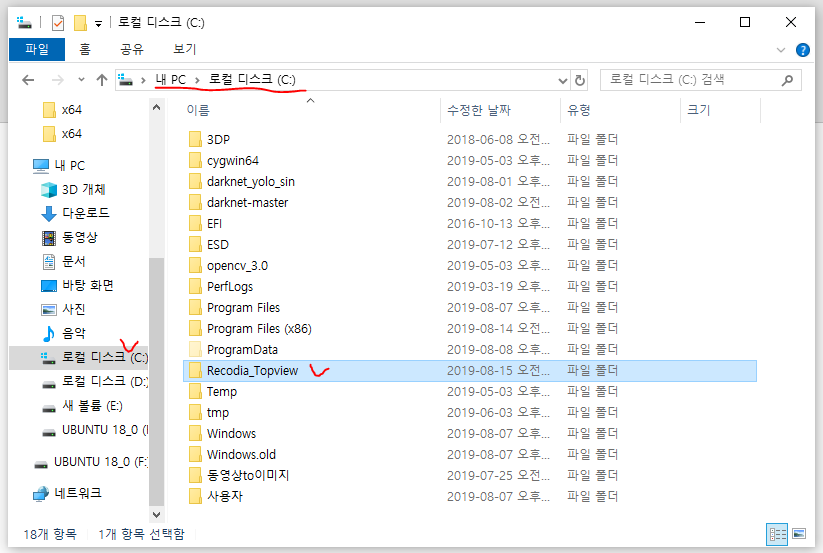 로컬 디스크 (C:)
파일 홈 공유 보기
내 PC 로컬 디스크 (C:) 로컬 디스크 (C:) 검색
x64
x64
내 PC
3D 개체
다운로드
동영상
문서
바탕 화면
사진
음악
로컬 디스크 (C:)
로컬 디스크 (D:)
새 볼륨 (E:)
UBUNTU 18_0 (
UBUNTU 18_0 (F:
네트워크
이름 수정한 날짜 유형 크기
3DP 2018-06-08 오전... 파일 폴더
cygwin64 2019-05-03 오후... 파일 폴더
darknet_yolo_sin 2019-08-01 오후... 파일 폴더
darknet-master 2019-08-02 오전... 파일 폴더
EFI 2016-10-13 오후... 파일 폴더
ESD 2019-07-12 오후... 파일 폴더
opencv_3.0 2019-05-03 오후... 파일 폴더
PerfLogs 2019-03-19 오후... 파일 폴더
Program Files 2019-08-07 오후... 파일 폴더
Program Files (x86) 2019-08-14 오전... 파일 폴더
ProgramData 2019-08-08 오후... 파일 폴더
Recodia_Topview 2019-08-15 오전... 파일 폴더
Temp 2019-05-03 오후... 파일 폴더
tmp 2019-06-03 오후... 파일 폴더
Windows 2019-08-07 오후... 파일 폴더
Windows.old 2019-08-07 오후... 파일 폴더
동영상to이미지 2019-07-25 오전... 파일 폴더
사용자 2019-08-07 오후... 파일 폴더
18개 항목 1개 항목 선택함